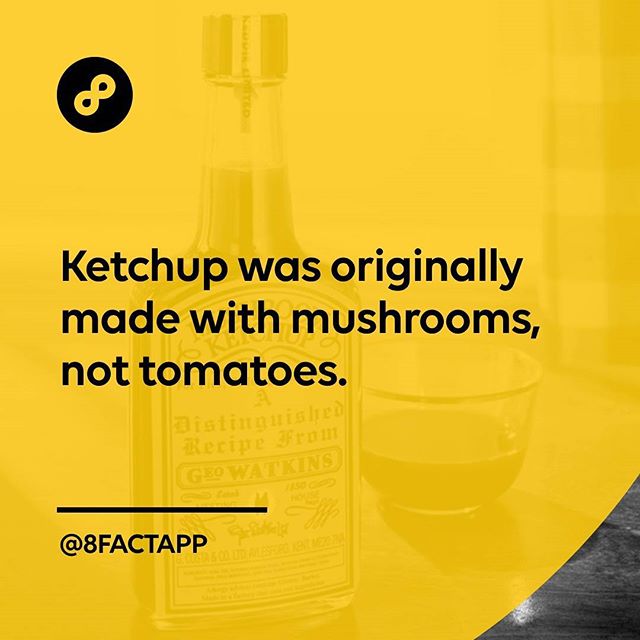 Ketchup was originally
made with mushrooms,
not tomatoes.
KETCHUP
A
Distinguished
Recipe From
GEO WATKINS
@8FACTAPP